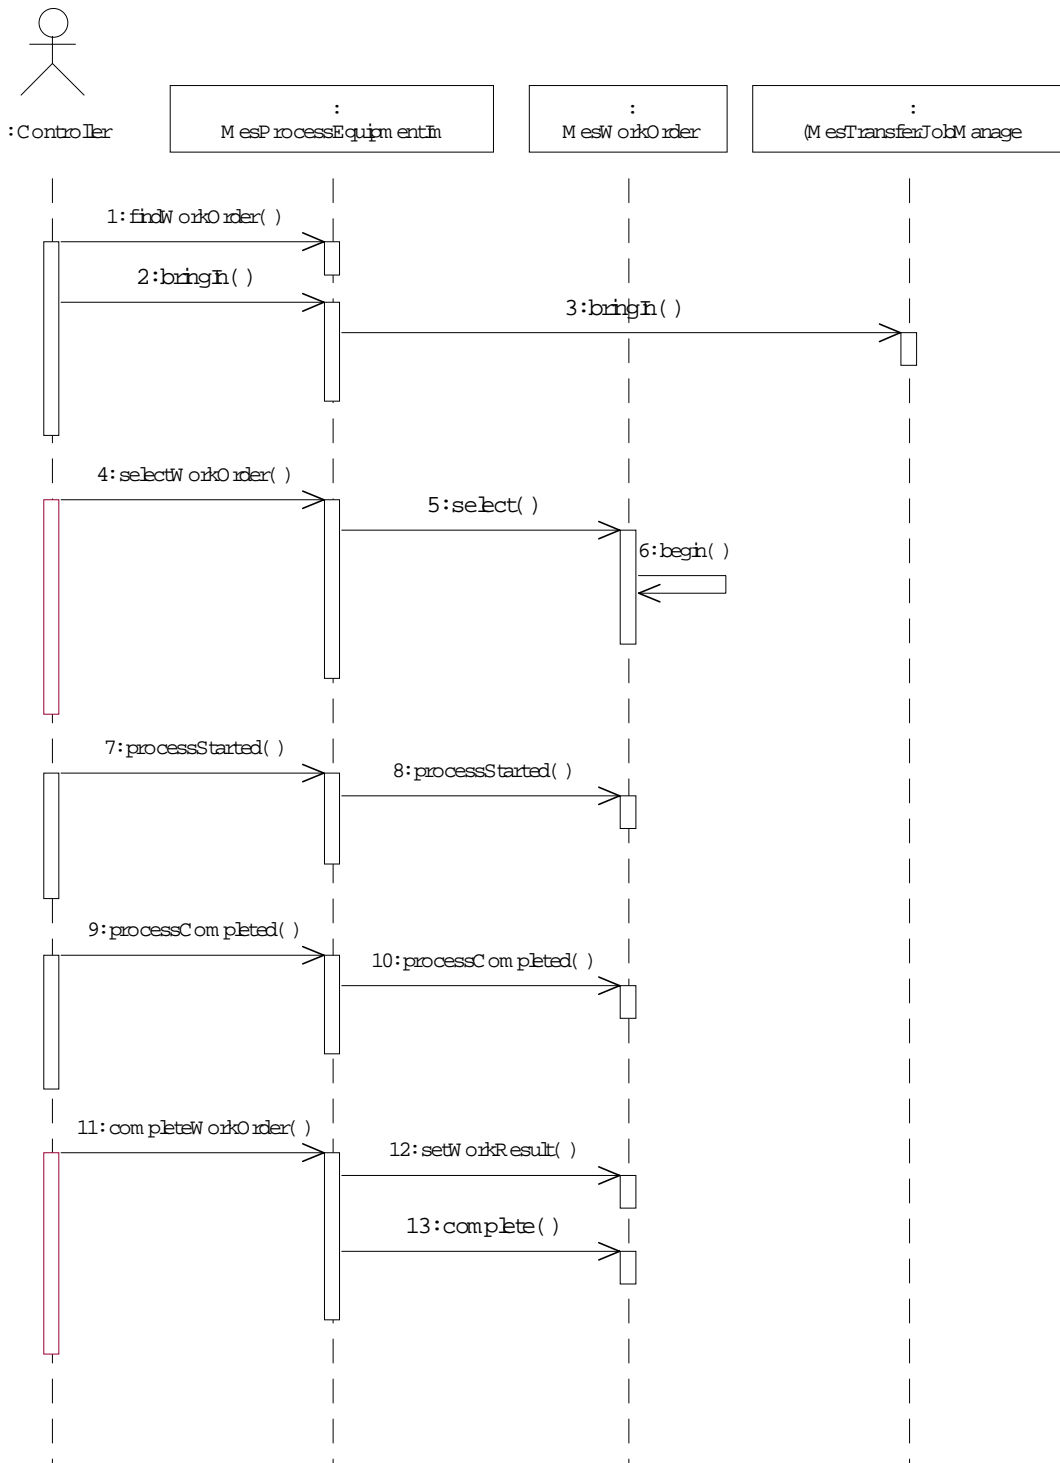 :Controller
:
MesProcessEquipmentIm
:
MesWorkOrder
:
(MesTransferJobManage
1:findWorkOrder( )
2:bringIn( )
3:bringIn( )
4:selectWorkOrder( )
5:select( )
6:begin( )
7:processStarted( )
8:processStarted( )
9:processCompleted( )
10:processCompleted( )
11:completeWorkOrder( )
12:setWorkResult( )
13:complete( )